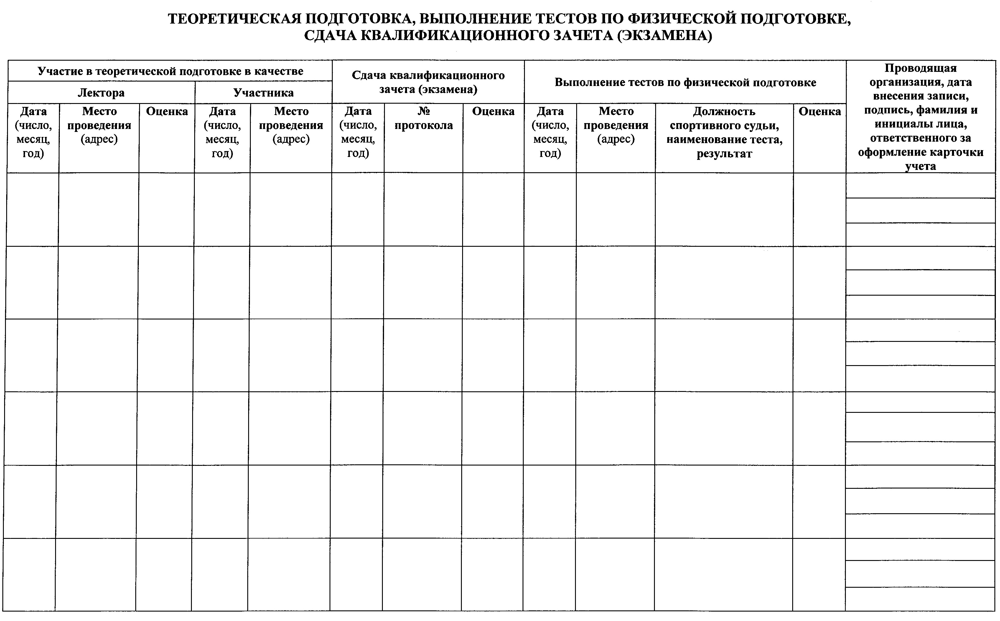 ТЕОРЕТИЧЕСКАЯ ПОДГОТОВКА, ВЫПОЛНЕНИЕ ТЕСТОВ ПО ФИЗИЧЕСКОЙ ПОДГОТОВКЕ,
СДАЧА КВАЛИФИКАЦИОННОГО ЗАЧЕТА (ЭКЗАМЕНА)
Участие в теоретической подготовке в качестве
Лектора
Участника
Сдача квалификационного
зачета (экзамена)
Выполнение тестов по физической подготовке
Проводящая
организация, дата
внесения записи,
подпись, фамилия и
инициалы лица,
ответственного за
оформление карточки
учета
Дата
(число,
месяц,
год)
Место
проведения
(адрес)
Оценка
Дата
(число,
месяц,
год)
Место
проведения
(адрес)
Дата
(число,
месяц,
год)
№
протокола
Оценка
Дата
(число,
месяц,
год)
Место
проведения
(адрес)
Должность
спортивного судьи,
наименование теста,
результат
Оценка